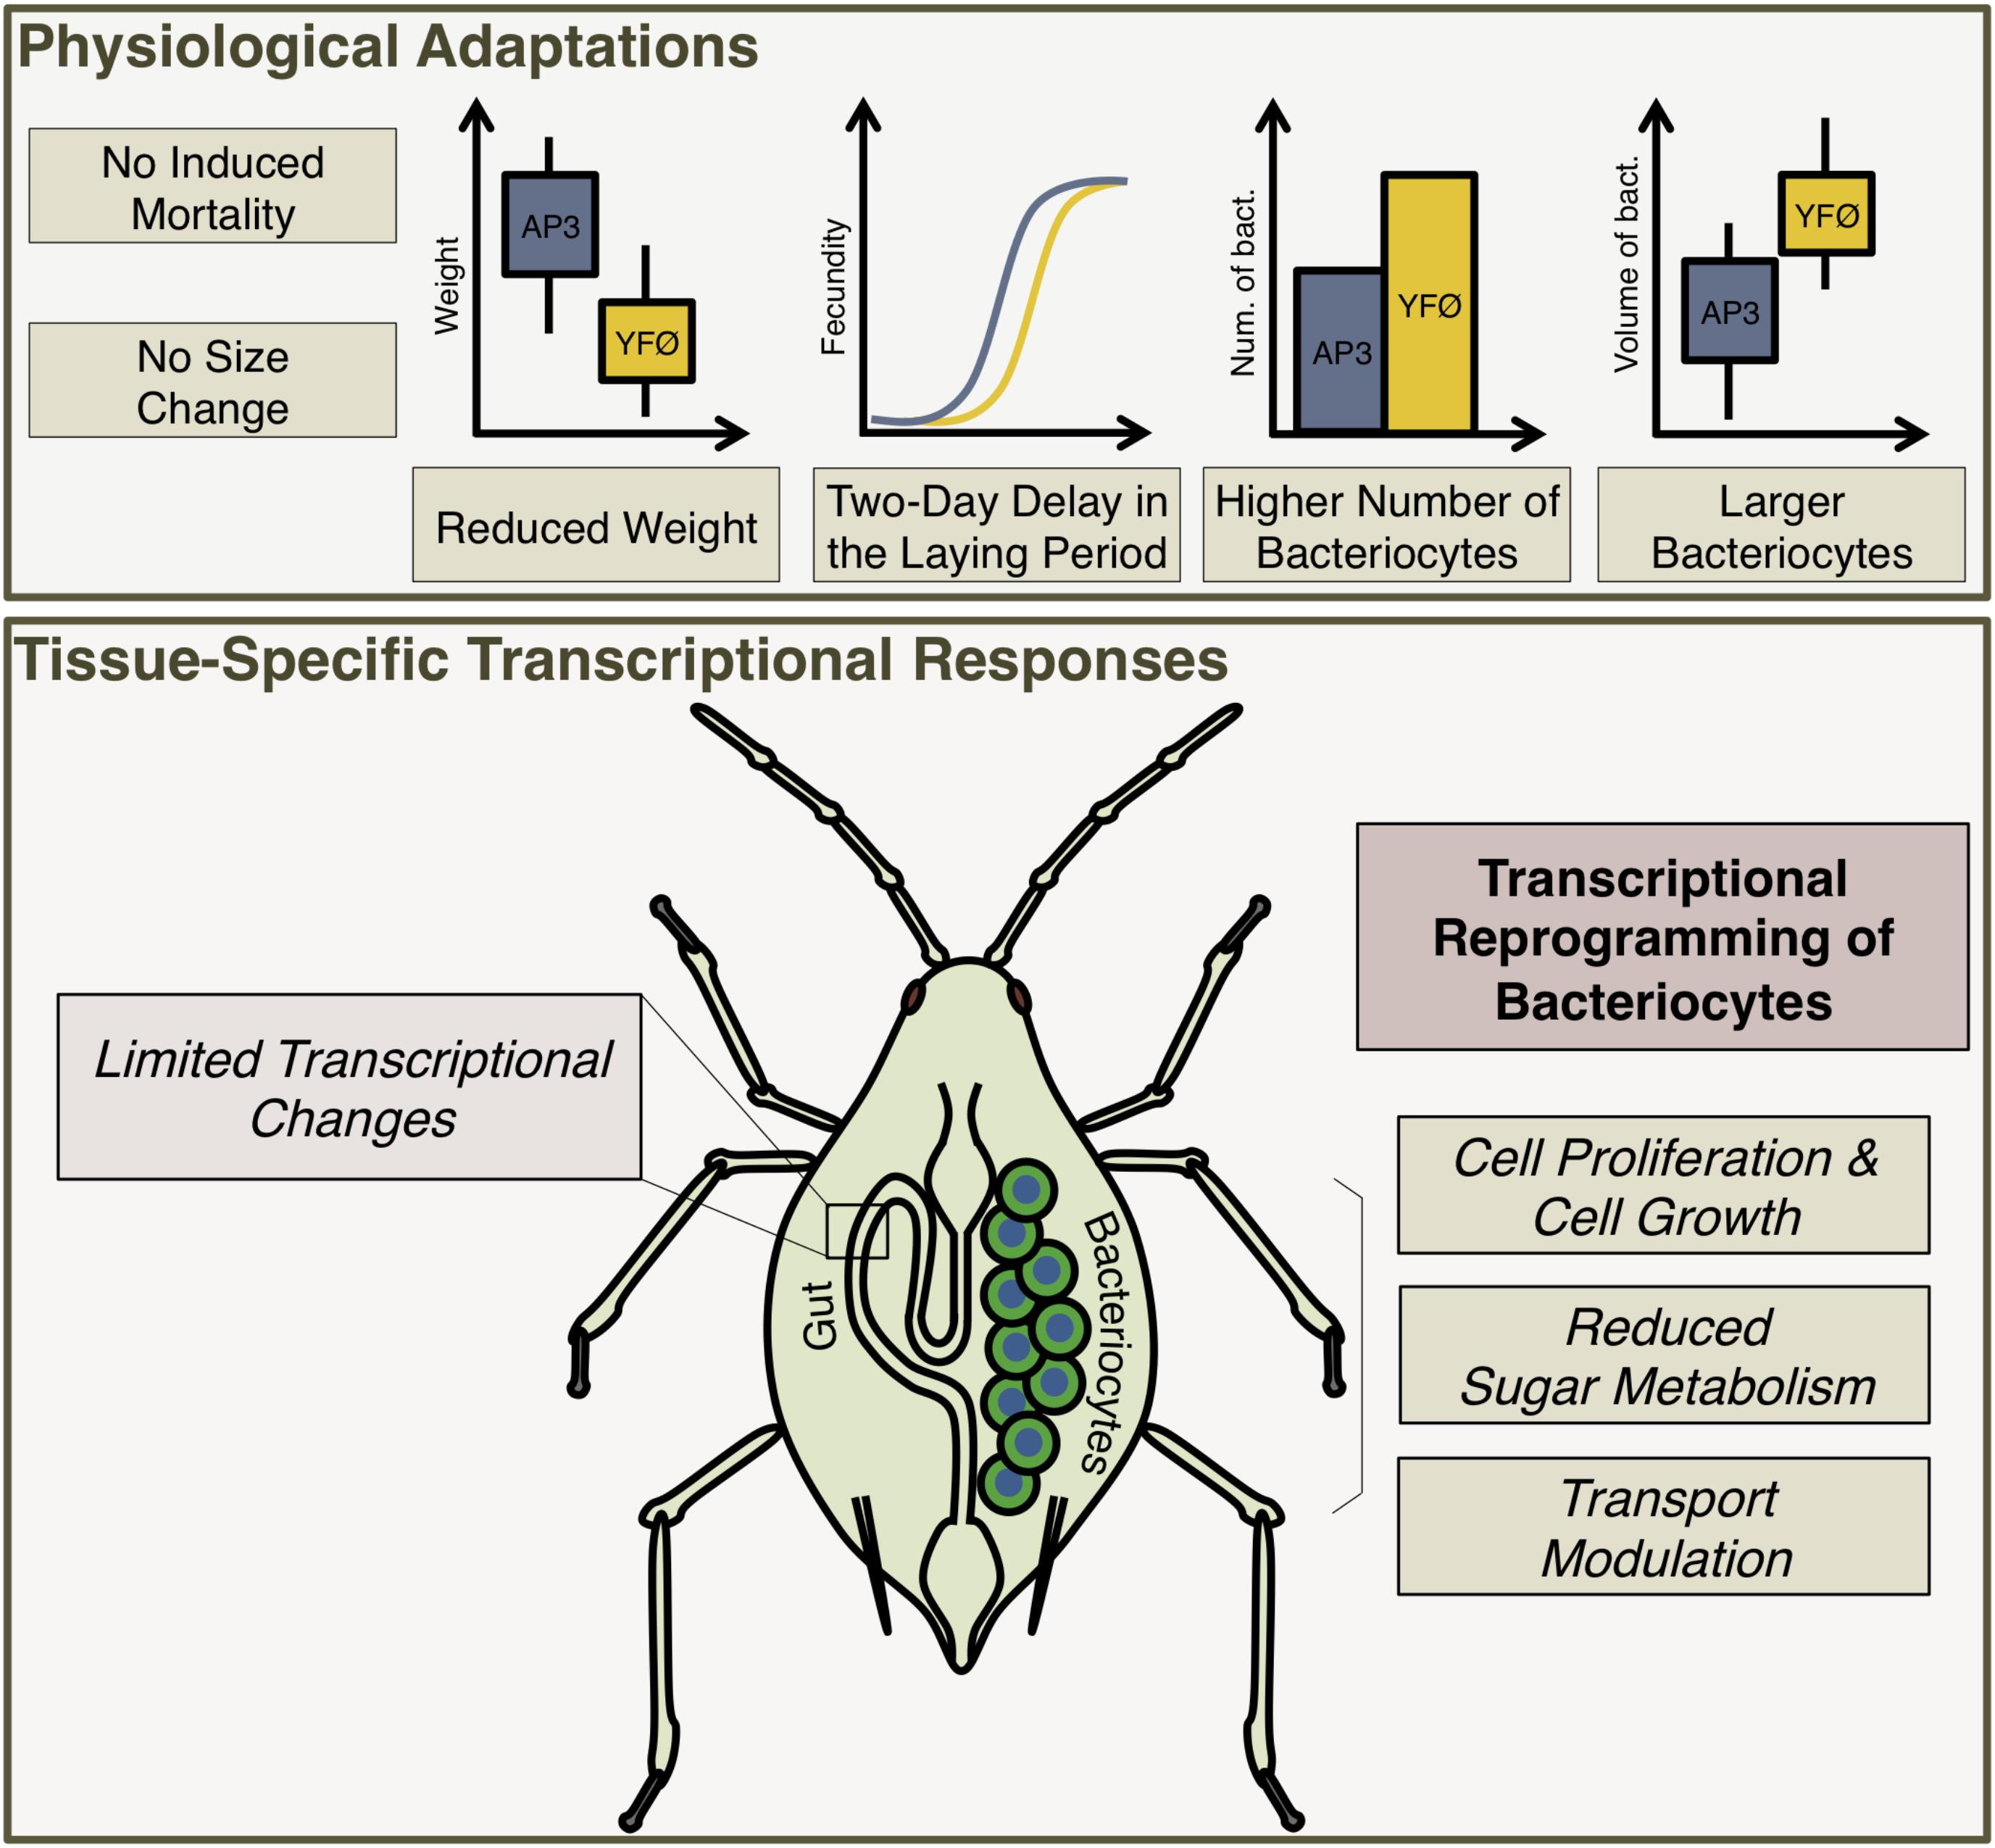 Physiological Adaptations
No Induced
Mortality
No Size
Change
Weight
AP3
YFØ
Reduced Weight
Fecundity
Two-Day Delay in
the Laying Period
Num. of bact.
AP3
YFØ
Higher Number of
Bacteriocytes
Volume of bact.
AP3
YFØ
Larger
Bacteriocytes
Tissue-Specific Transcriptional Responses
Limited Transcriptional
Changes
Gut
Bacteriocytes
Transcriptional
Reprogramming of
Bacteriocytes
Cell Proliferation &
Cell Growth
Reduced
Sugar Metabolism
Transport
Modulation